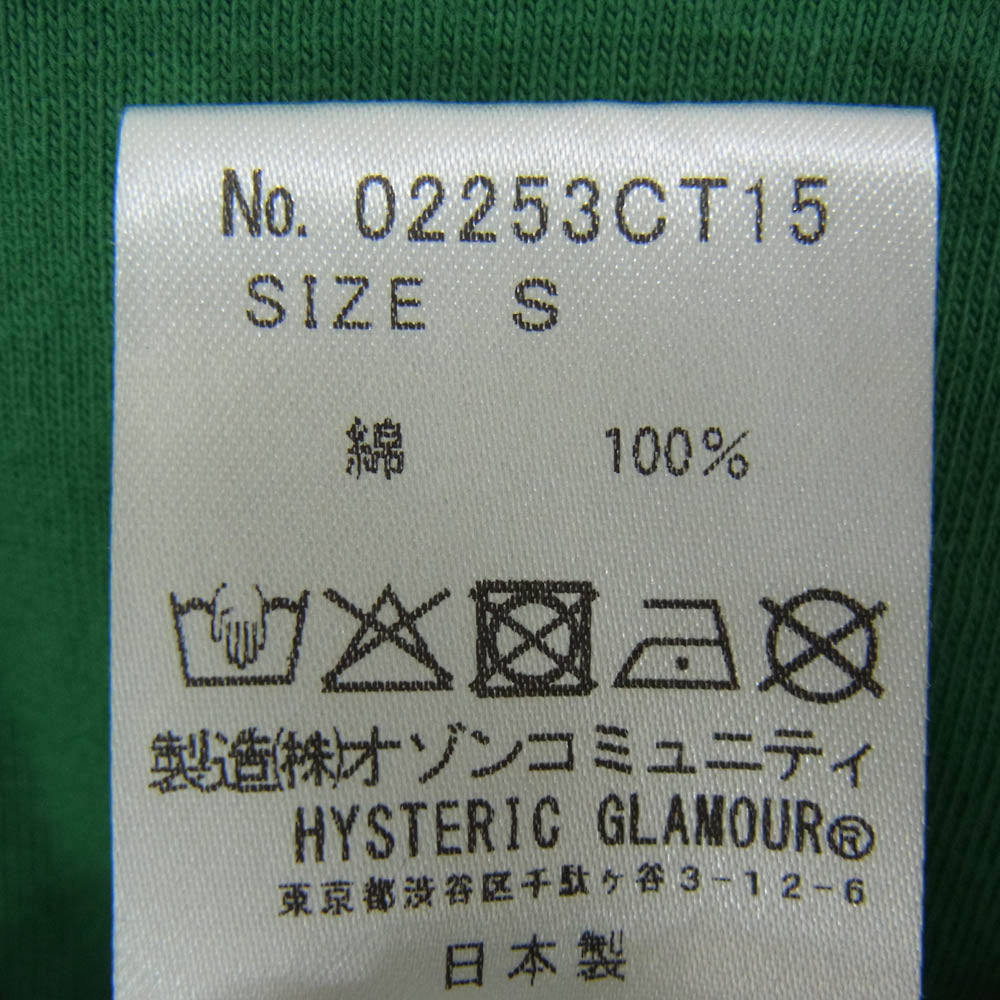 No. 02253CT15
SIZE S
綿 100%
製造(株)オゾンコミュニティ
HYSTERIC GLAMOUR®
東京都渋谷区千駄ヶ谷3-12-6
日本製